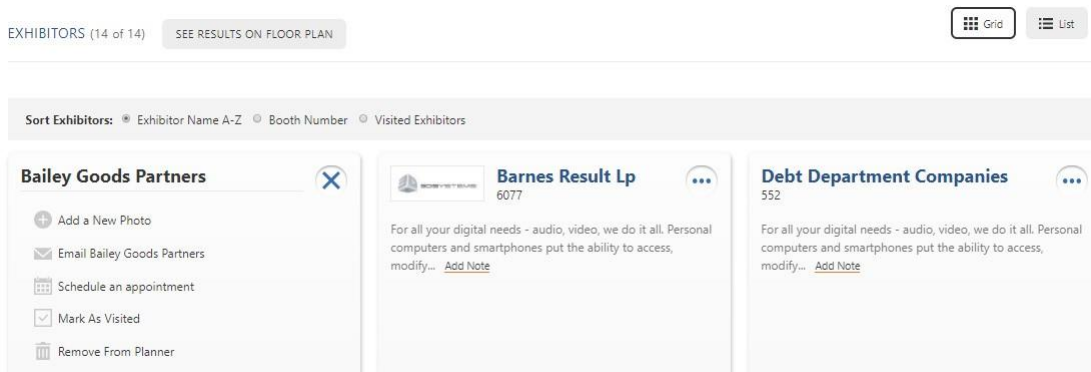 EXHIBITORS (14 of 14) SEE RESULTS ON FLOOR PLAN Grid List
Sort Exhibitors: Exhibitor Name A-Z Booth Number Visited Exhibitors
Bailey Goods Partners
Add a New Photo
Email Bailey Goods Partners
Schedule an appointment
Mark As Visited
Remove From Planner
Barnes Result Lp
6077
For all your digital needs - audio, video, we do it all. Personal
computers and smartphones put the ability to access,
modify... Add Note
Debt Department Companies
552
For all your digital needs - audio, video, we do it all. Personal
computers and smartphones put the ability to access,
modify... Add Note